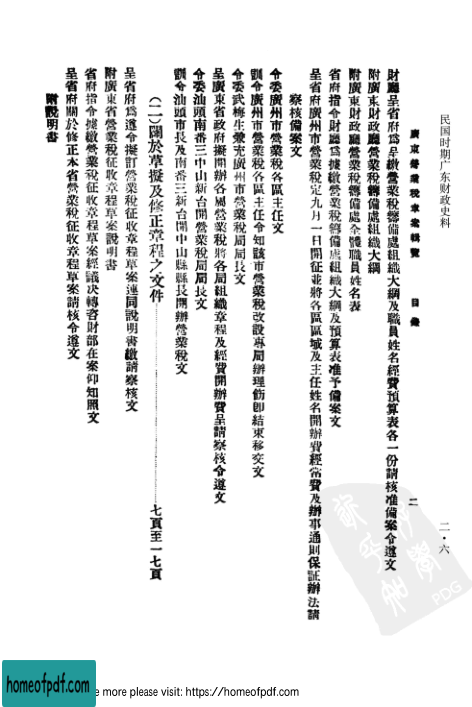 民国时期广东财政史料
二·六
廣東營業稅章案輯覽 目錄 二
財廳呈省府爲呈繳營業稅籌備處組織大綱及職員姓名經費預算表各一份請核准備案令遵文
附廣東財政廳營業稅籌備處組織大綱
附廣東財政廳營業稅籌備處全體職員姓名表
省府指令財廳爲據繳營業稅籌備處組織大綱及預算表准予備案文
呈省府廣州市營業稅定九月一日開征並將各區區域及主任姓名開辦費經常費及辦事通則保証辦法請
察核備案文
令委廣州市營業稅各區主任文
訓令廣州市營業稅各區主任令知該市營業稅改設專局辦理仰卽結束移交文
令委武梅生兼充廣州市營業稅局局長文
呈廣東省政府擬開辦各屬營業稅將各局組織章程及經費開辦費呈請察核令遵文
令委汕頭南番三中山新台開營業稅局局長文
訓令汕頭市長及南番三新台開中山縣縣長開辦營業稅文
(二)關於草擬及修正章程之文件……七頁至一七頁
呈省府爲遵令擬訂營業稅征收章程草案連同說明書繳請察核文
附廣東省營業稅征收章程草案說明書
省府指令據繳營業稅征收章程草案經議决轉咨財部在案仰知照文
呈省府關於修正本省營業稅征收章程草案請核令遵文
附說明書
PDG
homeofpdf.com
e more please visit: https://homeofpdf.com